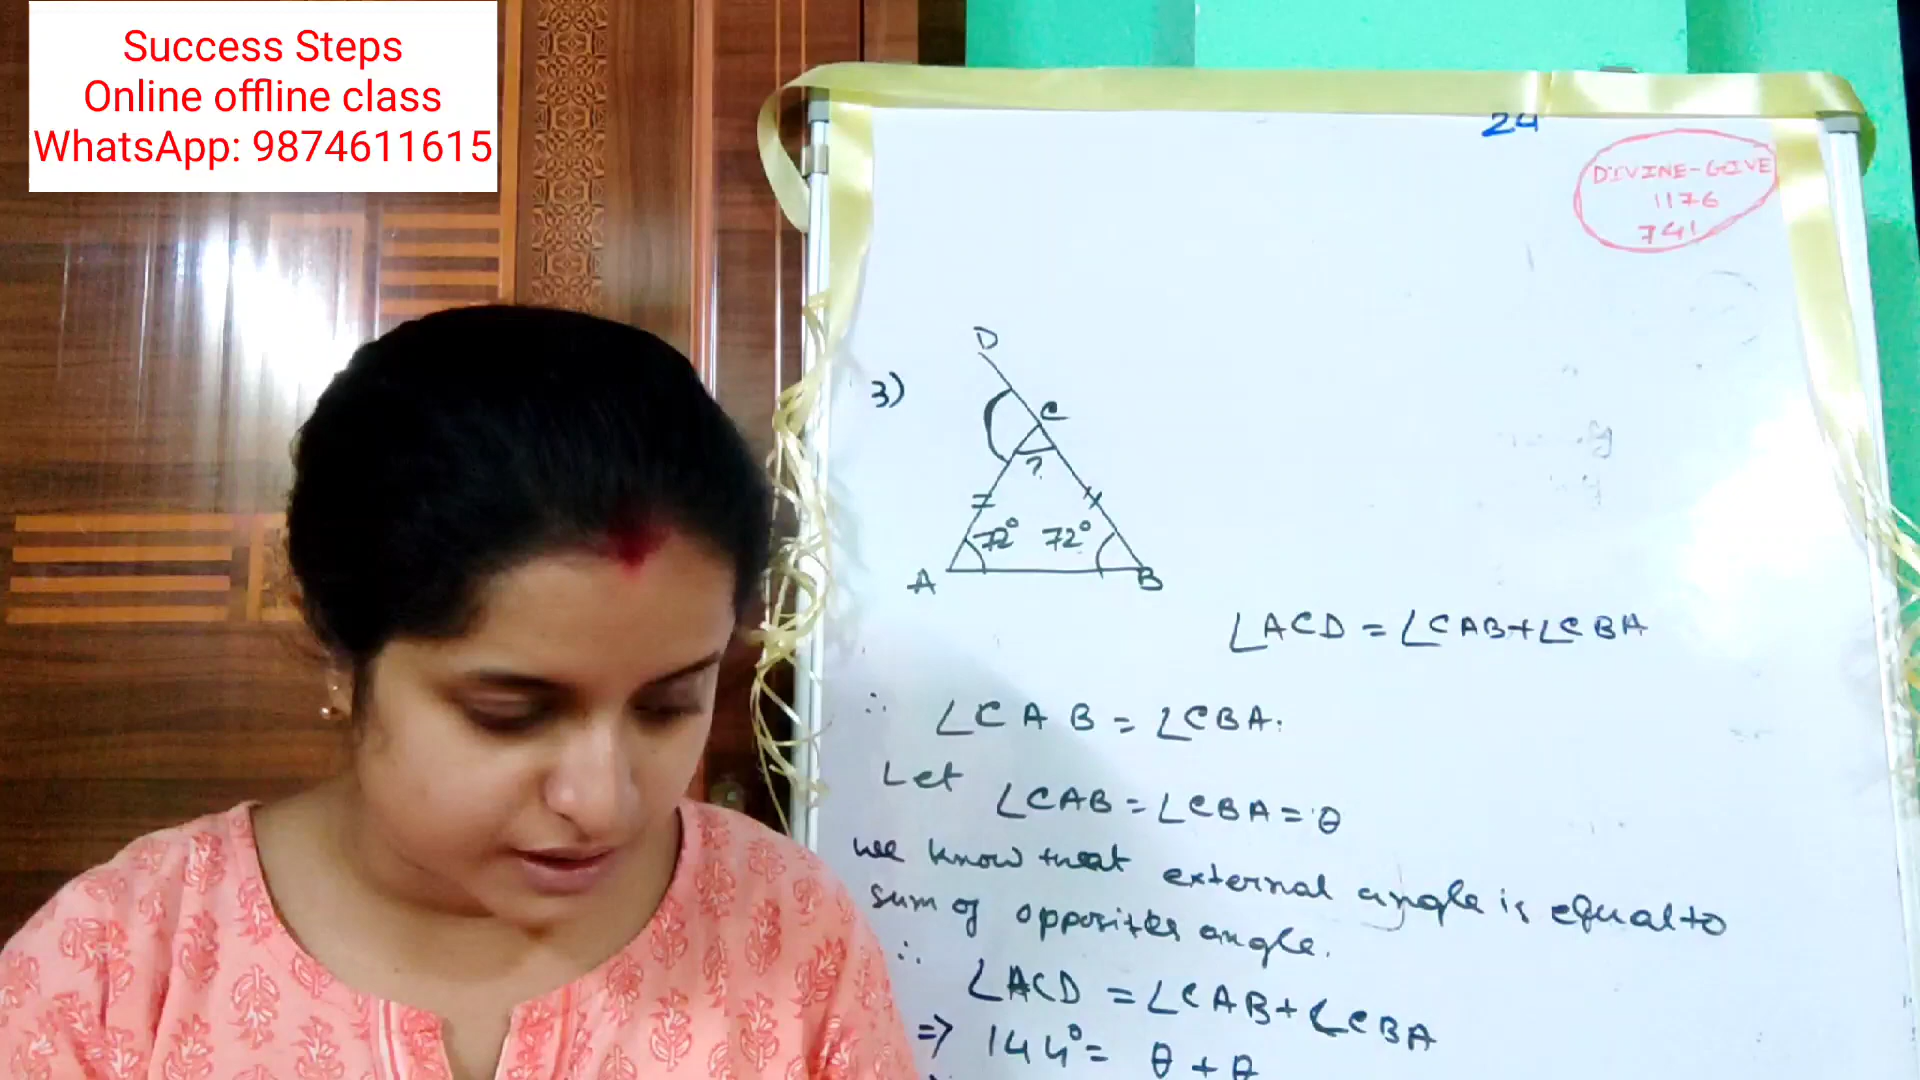 Success Steps
Online offline class
WhatsApp: 9874611615
24
DIVINE-GIVE
1176
741
3)
D
C
?
72° 72°
A B
∠ACD = ∠CAB+∠CBA
∴ ∠CAB = ∠CBA.
Let ∠CAB = ∠CBA = θ
we know that external angle is equal to
sum of opposites angle.
∴ ∠ACD = ∠CAB + ∠CBA
⇒ 144° = θ + θ